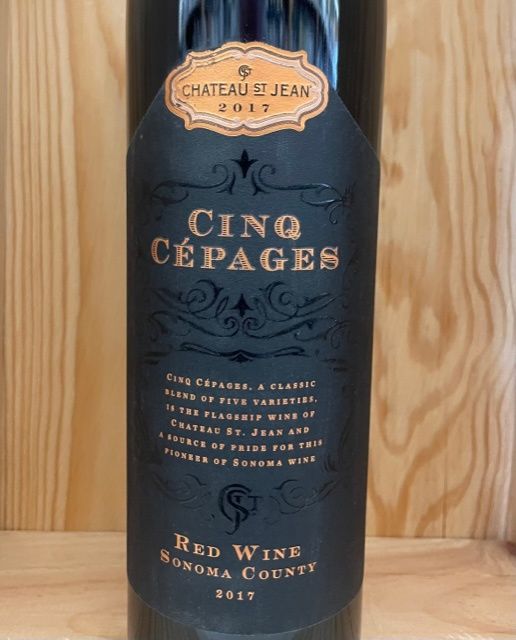 CHATEAU ST JEAN
2017
CINQ
CÉPAGES
CINQ CÉPAGES, A CLASSIC
BLEND OF FIVE VARIETIES,
IS THE FLAGSHIP WINE OF
CHATEAU ST. JEAN AND
A SOURCE OF PRIDE FOR THIS
PIONEER OF SONOMA WINE
RED WINE
SONOMA COUNTY
2017